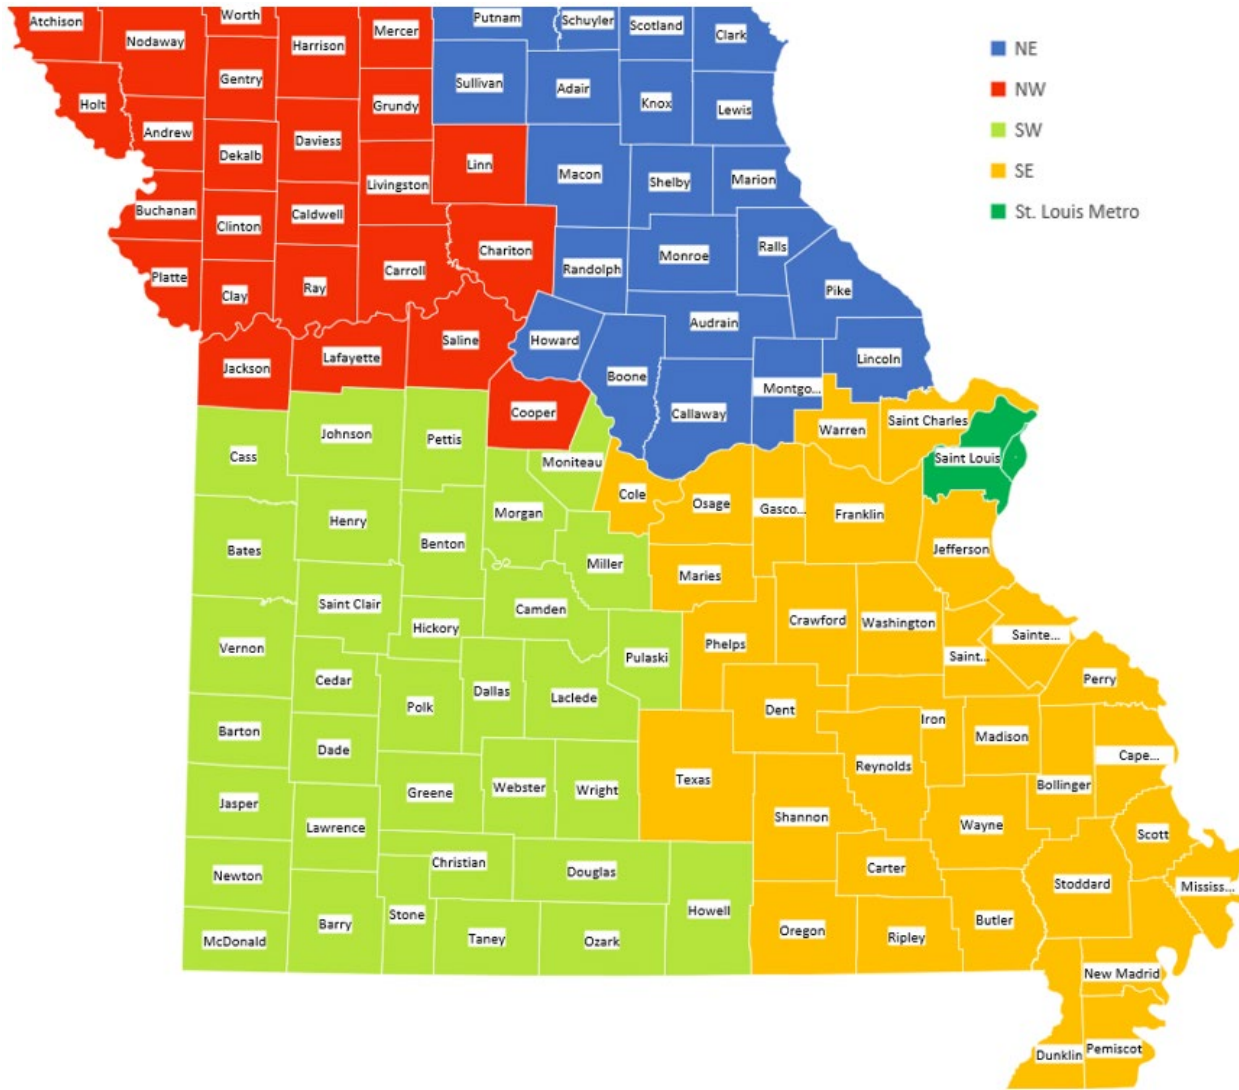 Atchison
Nodaway
Worth
Harrison
Mercer
Putnam
Schuyler
Scotland
Clark
NE
NW
SW
SE
St. Louis Metro
Holt
Gentry
Grundy
Sullivan
Adair
Knox
Lewis
Andrew
Dekalb
Daviess
Livingston
Linn
Macon
Shelby
Marion
Buchanan
Clinton
Caldwell
Chariton
Randolph
Monroe
Ralls
Platte
Clay
Ray
Carroll
Pike
Audrain
Jackson
Lafayette
Saline
Howard
Boone
Lincoln
Callaway
Montgo...
Cooper
Warren
Saint Charles
Johnson
Pettis
Cass
Moniteau
Saint Louis
Cole
Osage
Gasco...
Franklin
Henry
Morgan
Bates
Benton
Miller
Maries
Jefferson
Saint Clair
Camden
Hickory
Crawford
Washington
Sainte...
Vernon
Pulaski
Phelps
Saint...
Cedar
Dallas
Laclede
Perry
Polk
Dent
Iron
Barton
Dade
Madison
Cape...
Texas
Reynolds
Bollinger
Jasper
Greene
Webster
Wright
Lawrence
Shannon
Wayne
Scott
Christian
Newton
Douglas
Carter
Stoddard
Mississ...
McDonald
Barry
Stone
Taney
Ozark
Howell
Oregon
Ripley
Butler
New Madrid
Dunklin
Pemiscot